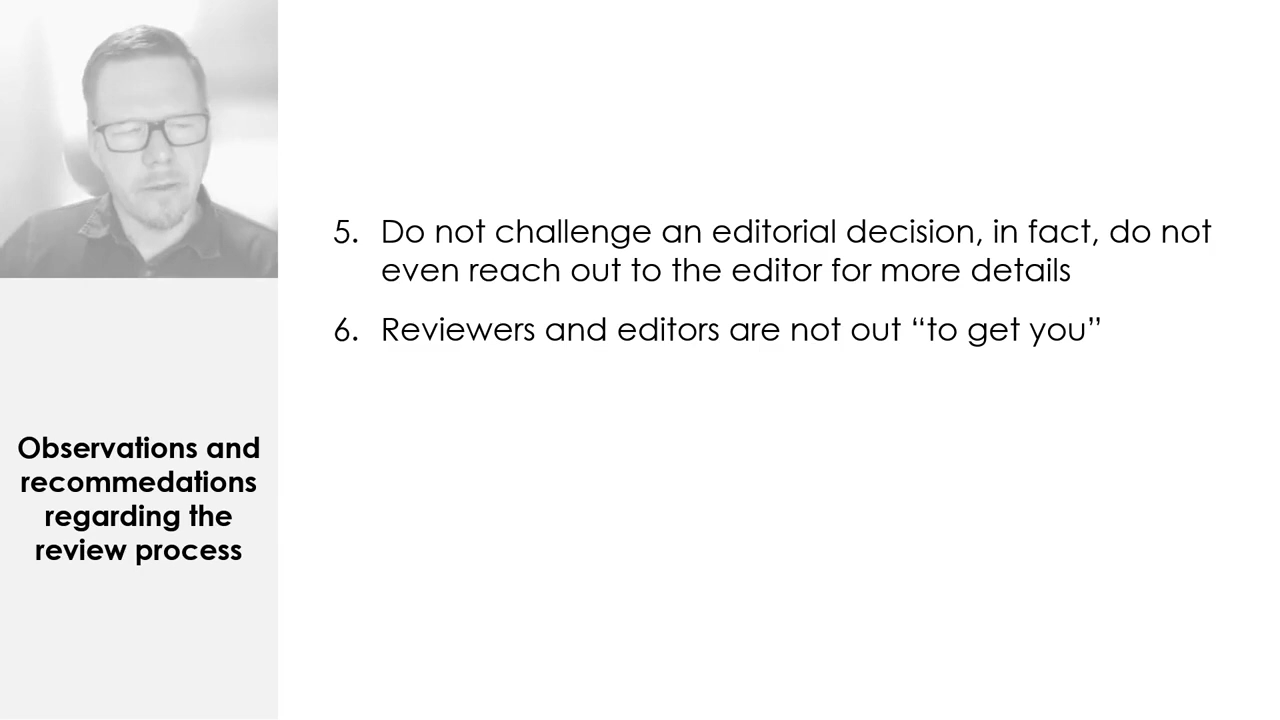 5. Do not challenge an editorial decision, in fact, do not
even reach out to the editor for more details
6. Reviewers and editors are not out “to get you”
Observations and
recommedations
regarding the
review process